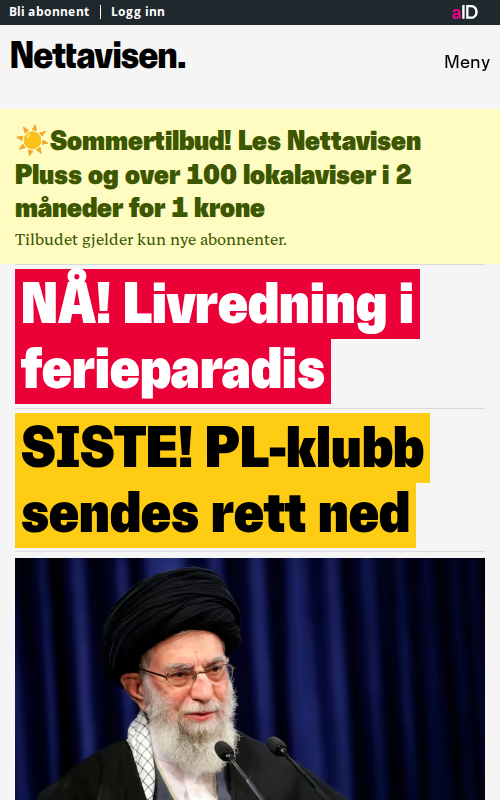 Bli abonnent | Logg inn aID
Nettavisen.
Meny
☀️Sommertilbud! Les Nettavisen
Pluss og over 100 lokalaviser i 2
måneder for 1 krone
Tilbudet gjelder kun nye abonnenter.
NÅ! Livredning i
ferieparadis
SISTE! PL-klubb
sendes rett ned